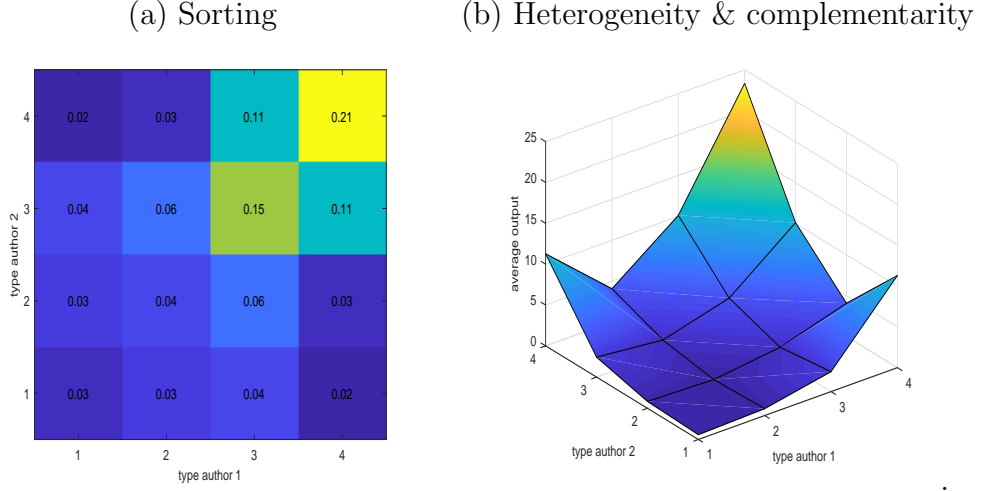 (a) Sorting
(b) Heterogeneity & complementarity
4
3
2
1
type author 2
0.02 0.03 0.11 0.21
0.04 0.06 0.15 0.11
0.03 0.04 0.06 0.03
0.03 0.03 0.04 0.02
1 2 3 4
type author 1
25
20
15
10
5
0
average output
4
3
2
1
type author 2
1
2
3
4
type author 1
.